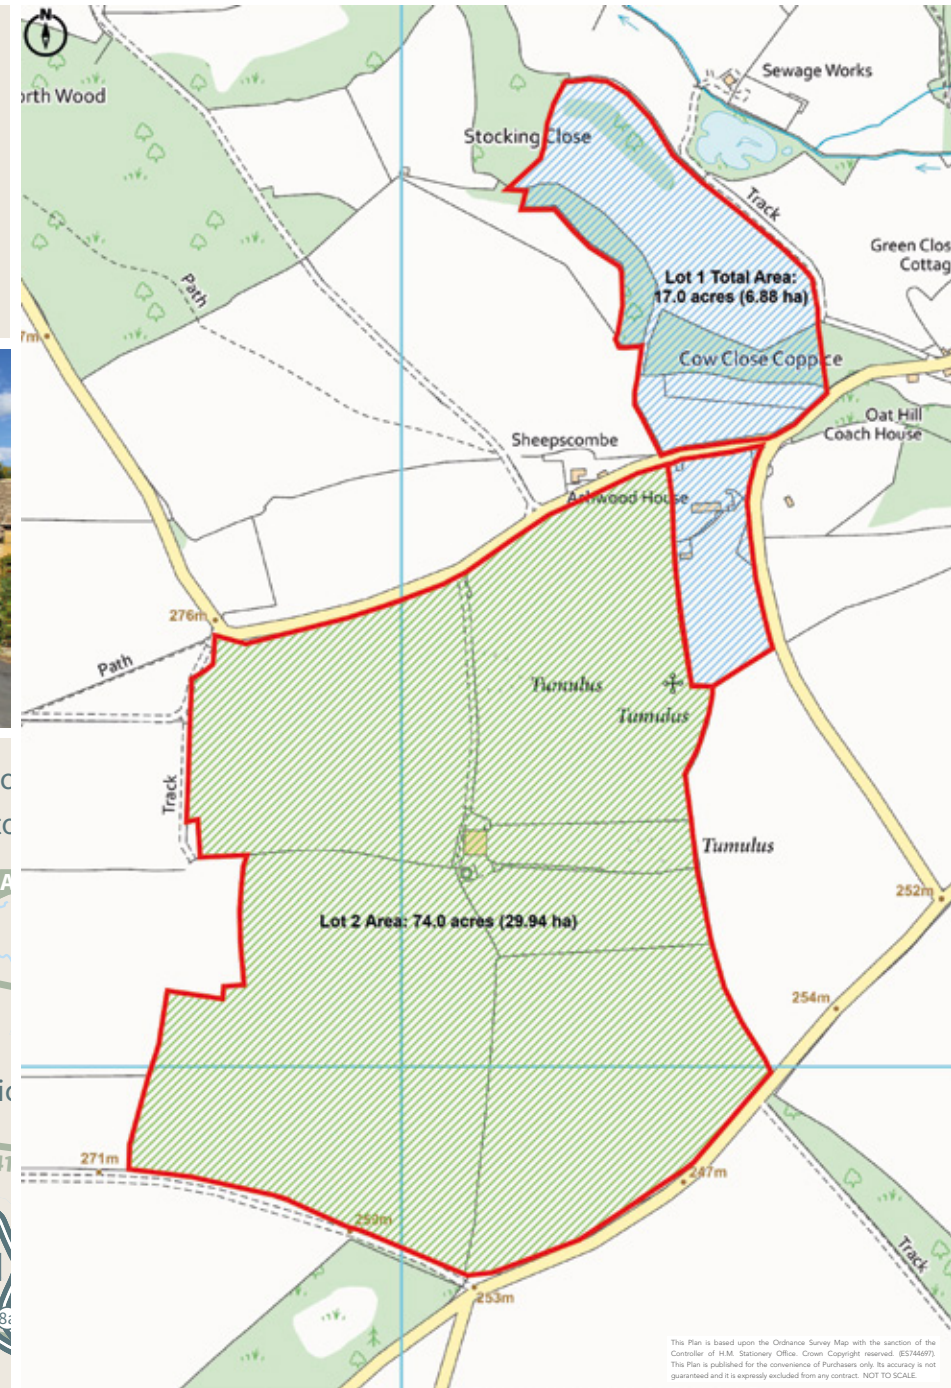 N
Sewage Works
orth Wood
Stocking Close
Track
Green Clos
Cottag
Lot 1 Total Area:
17.0 acres (6.88 ha)
Path
7m
Cow Close Coppice
Oat Hill
Coach House
Sheepscombe
Ashwood House
276m
Path
Tumulus
Tumulus
Track
Tumulus
252m
Lot 2 Area: 74.0 acres (29.94 ha)
254m
271m
247m
259m
Track
253m
This Plan is based upon the Ordnance Survey Map with the sanction of the
Controller of H.M. Stationery Office. Crown Copyright reserved. (ES744697).
This Plan is published for the convenience of Purchasers only. Its accuracy is not
guaranteed and it is expressly excluded from any contract. NOT TO SCALE.